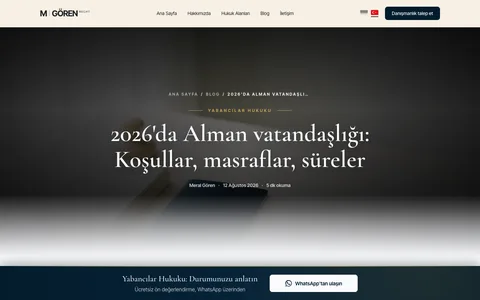 M GÖREN
Ana Sayfa
Hakkımızda
Hukuk Alanları
Blog
İletişim
Danışmanlık talep et
ANA SAYFA / BLOG / 2026'DA ALMAN VATANDAŞLI...
YABANCILAR HUKUKU
2026'da Alman vatandaşlığı:
Koşullar, masraflar, süreler
Meral Gören · 12 Ağustos 2026 · 5 dk okuma
Yabancılar Hukuku: Durumunuzu anlatın
Ücretsiz ön değerlendirme, WhatsApp üzerinden
WhatsApp'tan ulaşın